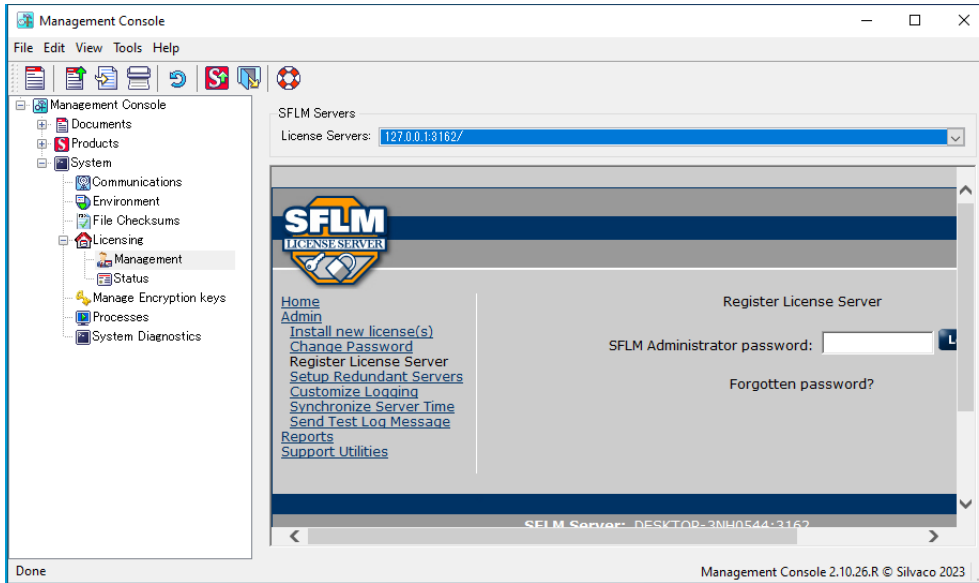 Management Console
File Edit View Tools Help
Management Console
Documents
Products
System
Communications
Environment
File Checksums
Licensing
Management
Status
Manage Encryption keys
Processes
System Diagnostics
SFLM Servers
License Servers: 127.0.0.1:3162/
SFLM
LICENSE SERVER
Home
Admin
Install new license(s)
Change Password
Register License Server
Setup Redundant Servers
Customize Logging
Synchronize Server Time
Send Test Log Message
Reports
Support Utilities
Register License Server
SFLM Administrator password:
Forgotten password?
SFLM Server: DESKTOP-3NH0544:3162
Done
Management Console 2.10.26.R © Silvaco 2023